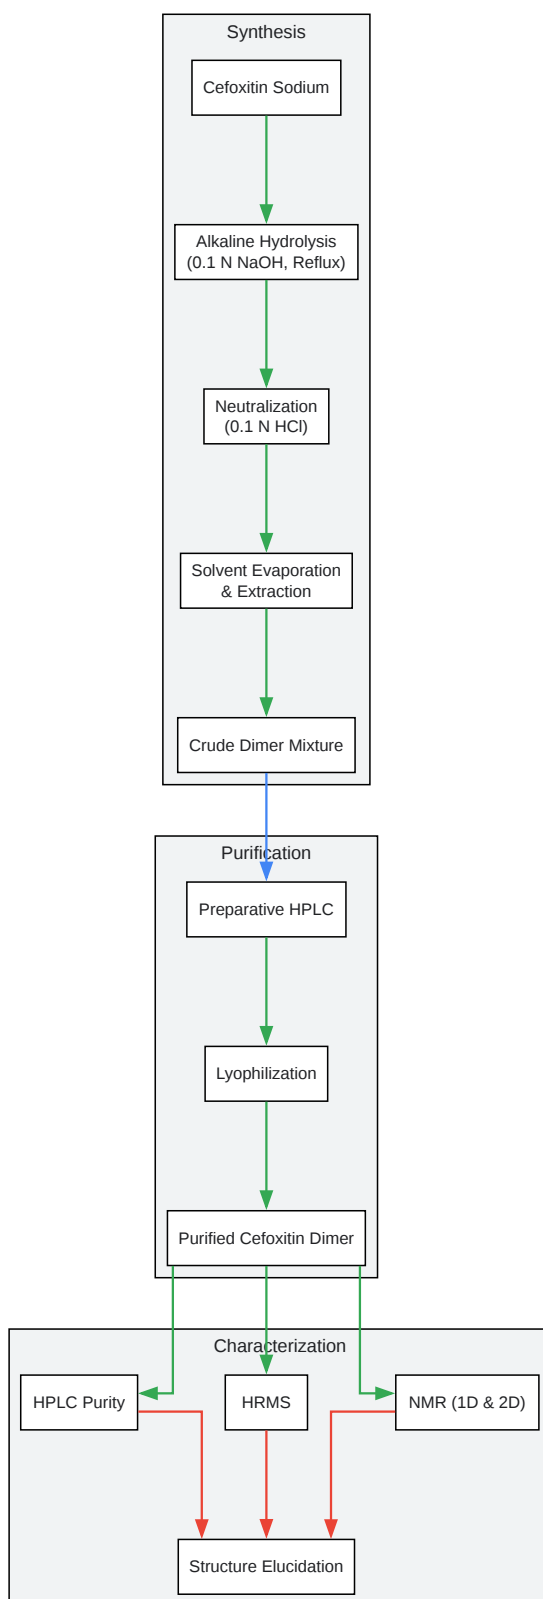 Synthesis
Cefoxitin Sodium
Alkaline Hydrolysis
(0.1 N NaOH, Reflux)
Neutralization
(0.1 N HCl)
Solvent Evaporation
& Extraction
Crude Dimer Mixture
Purification
Preparative HPLC
Lyophilization
Purified Cefoxitin Dimer
Characterization
HPLC Purity
HRMS
NMR (1D & 2D)
Structure Elucidation